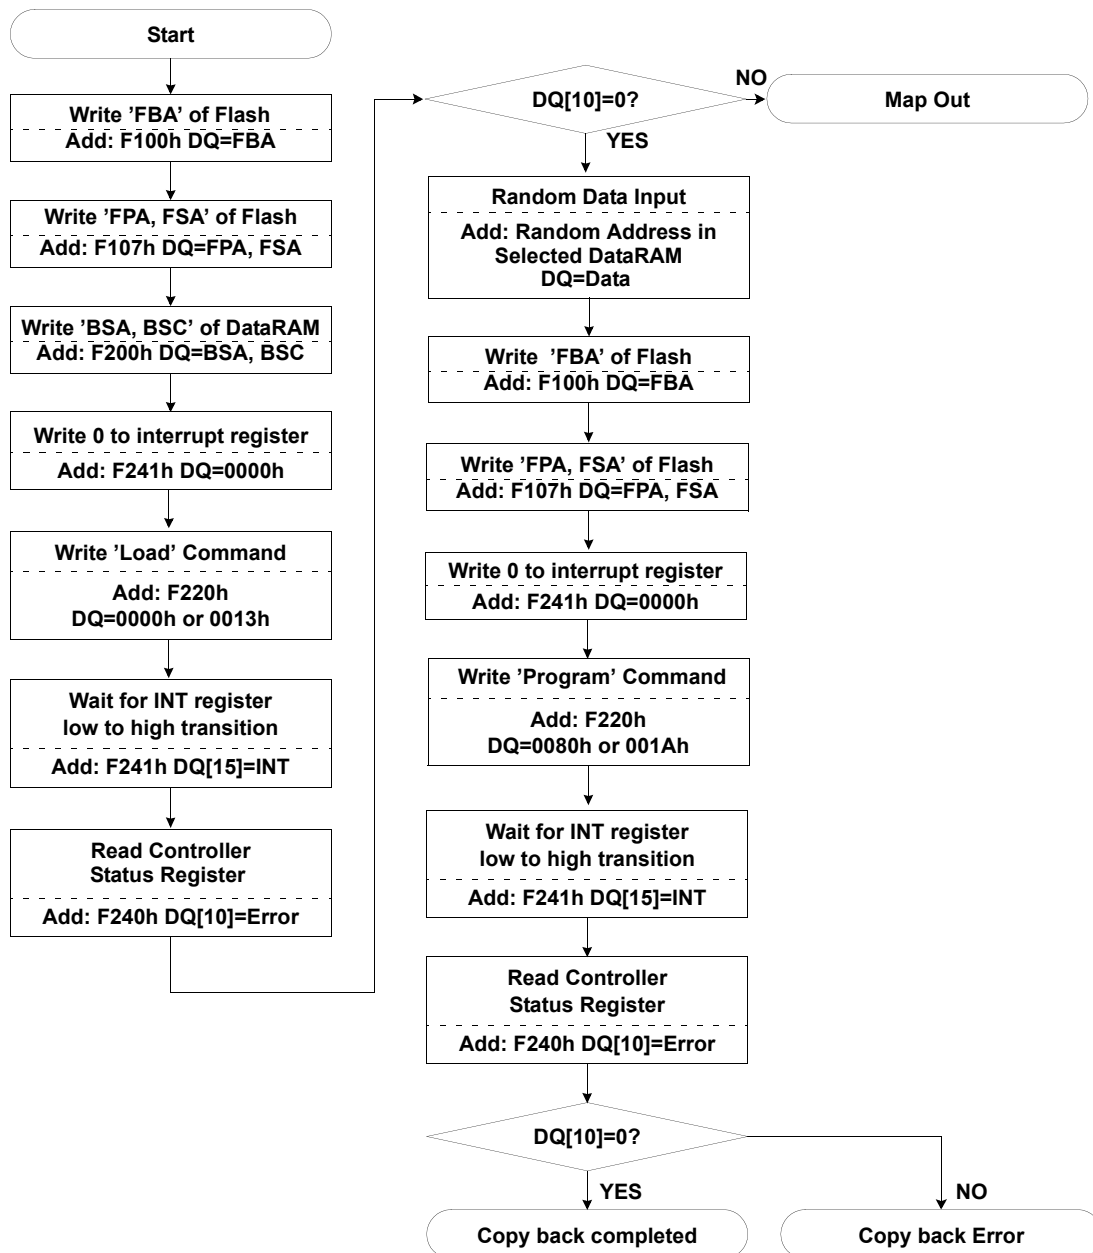 Start
Write 'FBA' of Flash
Add: F100h DQ=FBA
Write ’FPA, FSA’ of Flash
Add: F107h DQ=FPA, FSA
Write ’BSA, BSC’ of DataRAM
Add: F200h DQ=BSA, BSC
Write 0 to interrupt register
Add: F241h DQ=0000h
Write ’Load’ Command
Add: F220h
DQ=0000h or 0013h
Wait for INT register
low to high transition
Add: F241h DQ[15]=INT
Read Controller
Status Register
Add: F240h DQ[10]=Error
DQ[10]=0?
NO
Map Out
YES
Random Data Input
Add: Random Address in
Selected DataRAM
DQ=Data
Write ’FBA’ of Flash
Add: F100h DQ=FBA
Write ’FPA, FSA’ of Flash
Add: F107h DQ=FPA, FSA
Write 0 to interrupt register
Add: F241h DQ=0000h
Write ’Program’ Command
Add: F220h
DQ=0080h or 001Ah
Wait for INT register
low to high transition
Add: F241h DQ[15]=INT
Read Controller
Status Register
Add: F240h DQ[10]=Error
DQ[10]=0?
YES
NO
Copy back completed
Copy back Error